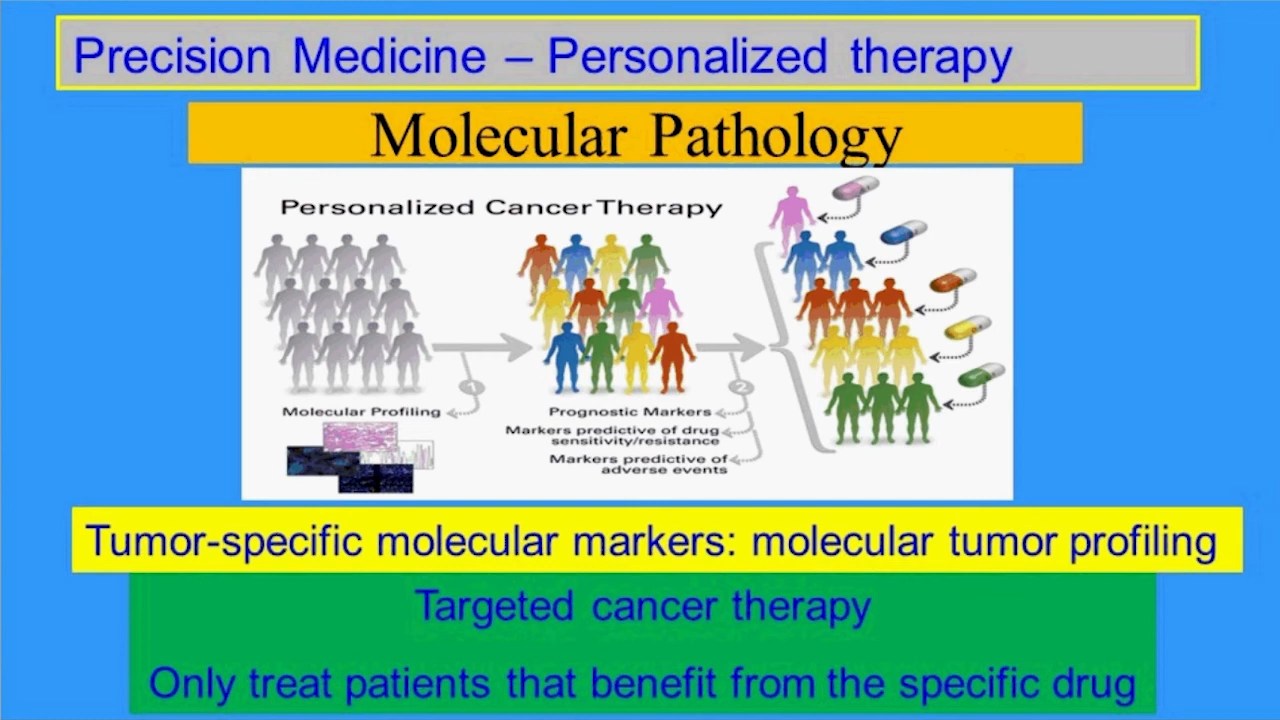 Precision Medicine – Personalized therapy
Molecular Pathology
Personalized Cancer Therapy
1
2
Molecular Profiling
Prognostic Markers
Markers predictive of drug
sensitivity/resistance
Markers predictive of
adverse events
Tumor-specific molecular markers: molecular tumor profiling
Targeted cancer therapy
Only treat patients that benefit from the specific drug